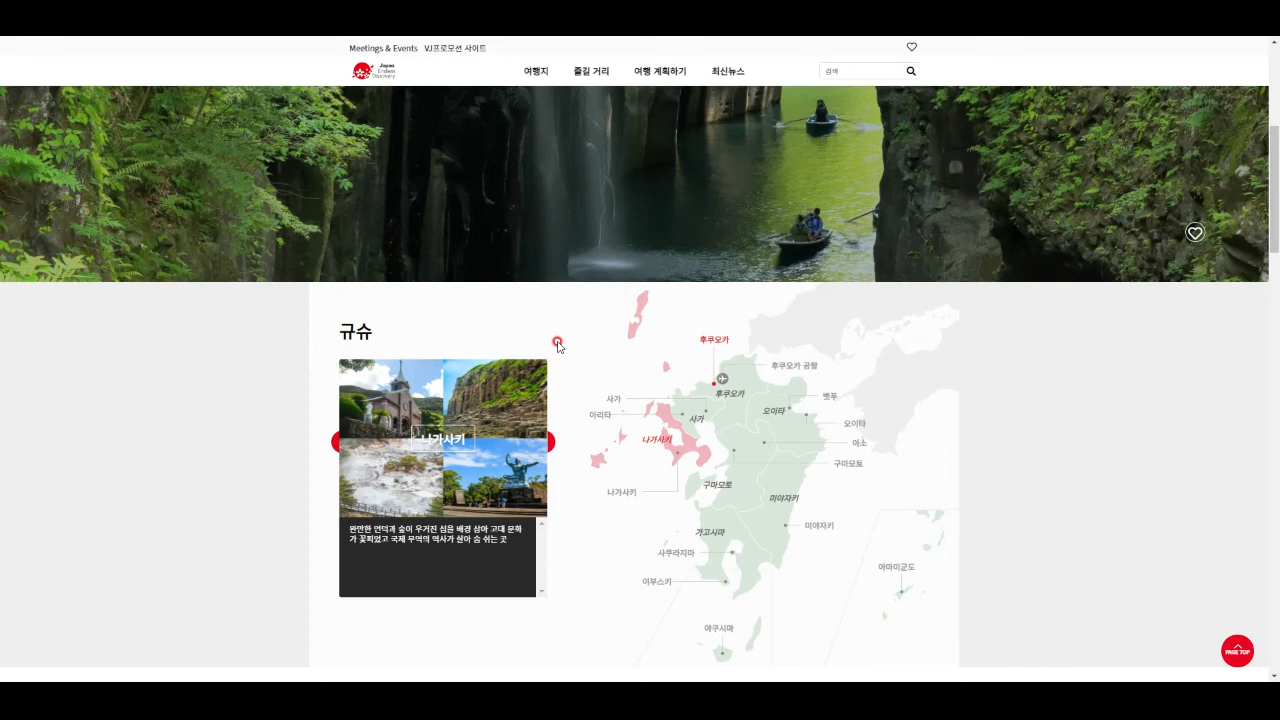 Meetings & Events VJ프로모션 사이트
Japan
Endless
Discovery
여행지 즐길 거리 여행 계획하기 최신뉴스
검색
규슈
나가사키
완만한 언덕과 숲이 우거진 섬을 배경 삼아 고대 문화
가 꽃피었고 국제 무역의 역사가 살아 숨 쉬는 곳
후쿠오카
후쿠오카 공항
후쿠오카
사가
벳푸
아리타
사가
오이타
오이타
나가사키
아소
구마모토
나가사키
구마모토
미야자키
가고시마
미야자키
사쿠라지마
아마미군도
이부스키
야쿠시마
PAGE TOP